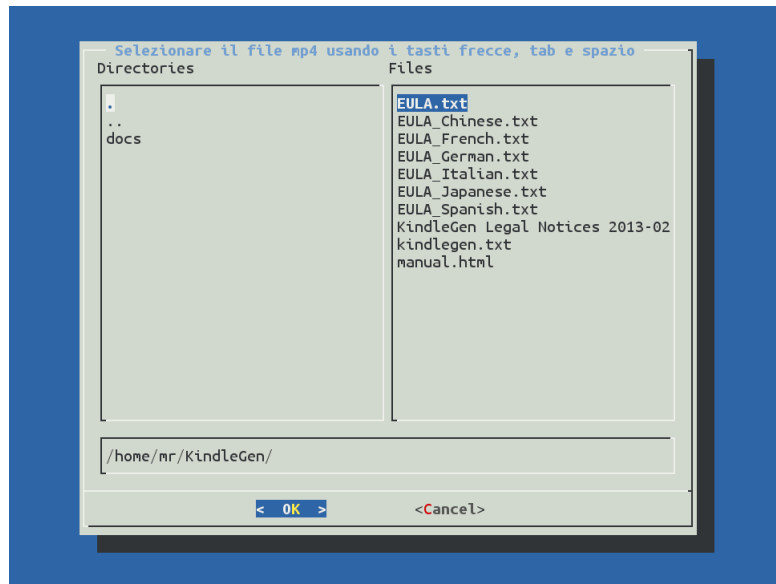 Selezionare il file mp4 usando i tasti frecce, tab e spazio
Directories
.
..
docs
Files
EULA.txt
EULA_Chinese.txt
EULA_French.txt
EULA_German.txt
EULA_Italian.txt
EULA_Japanese.txt
EULA_Spanish.txt
KindleGen Legal Notices 2013-02
kindlegen.txt
manual.html
/home/mr/KindleGen/
< OK >
<Cancel>